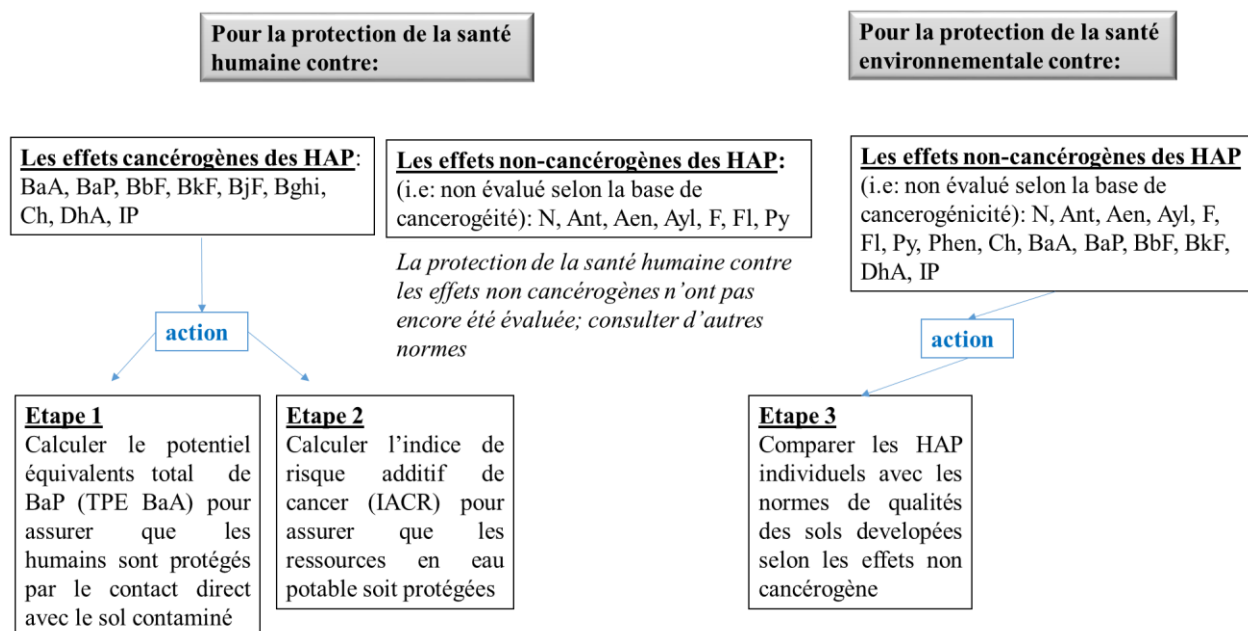 Pour la protection de la santé
humaine contre:
Pour la protection de la santé
environnementale contre:
Les effets cancérogènes des HAP:
BaA, BaP, BbF, BkF, BjF, Bghi,
Ch, DhA, IP
Les effets non-cancérogènes des HAP:
(i.e: non évalué selon la base de
cancerogéité): N, Ant, Aen, Ayl, F, Fl, Py
La protection de la santé humaine contre
les effets non cancérogènes n’ont pas
encore été évaluée; consulter d’autres
normes
Les effets non-cancérogènes des HAP
(i.e: non évalué selon la base de
cancerogénicité): N, Ant, Aen, Ayl, F,
Fl, Py, Phen, Ch, BaA, BaP, BbF, BkF,
DhA, IP
action
action
Etape 1
Calculer le potentiel
équivalents total de
BaP (TPE BaA) pour
assurer que les
humains sont protégés
par le contact direct
avec le sol contaminé
Etape 2
Calculer l’indice de
risque additif de
cancer (IACR) pour
assurer que les
ressources en eau
potable soit protégées
Etape 3
Comparer les HAP
individuels avec les
normes de qualités
des sols developées
selon les effets non
cancérogène